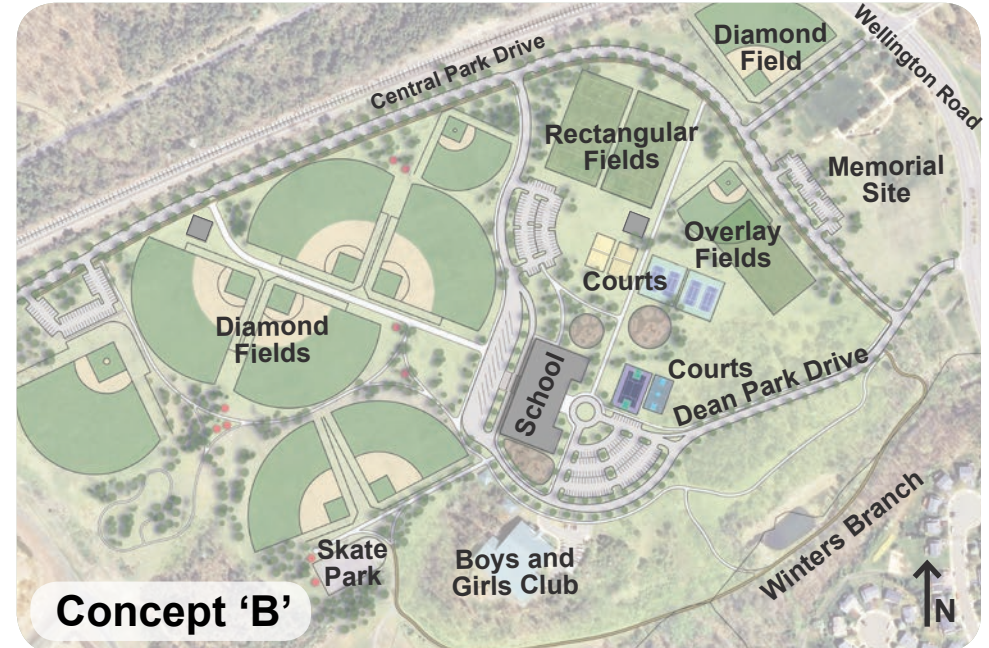 Diamond
Field
Wellington Road
Central Park Drive
Rectangular
Fields
Memorial
Site
Overlay
Fields
Courts
Diamond
Fields
School
Courts
Dean Park Drive
Winters Branch
Skate
Park
Boys and
Girls Club
Concept ‘B’
N